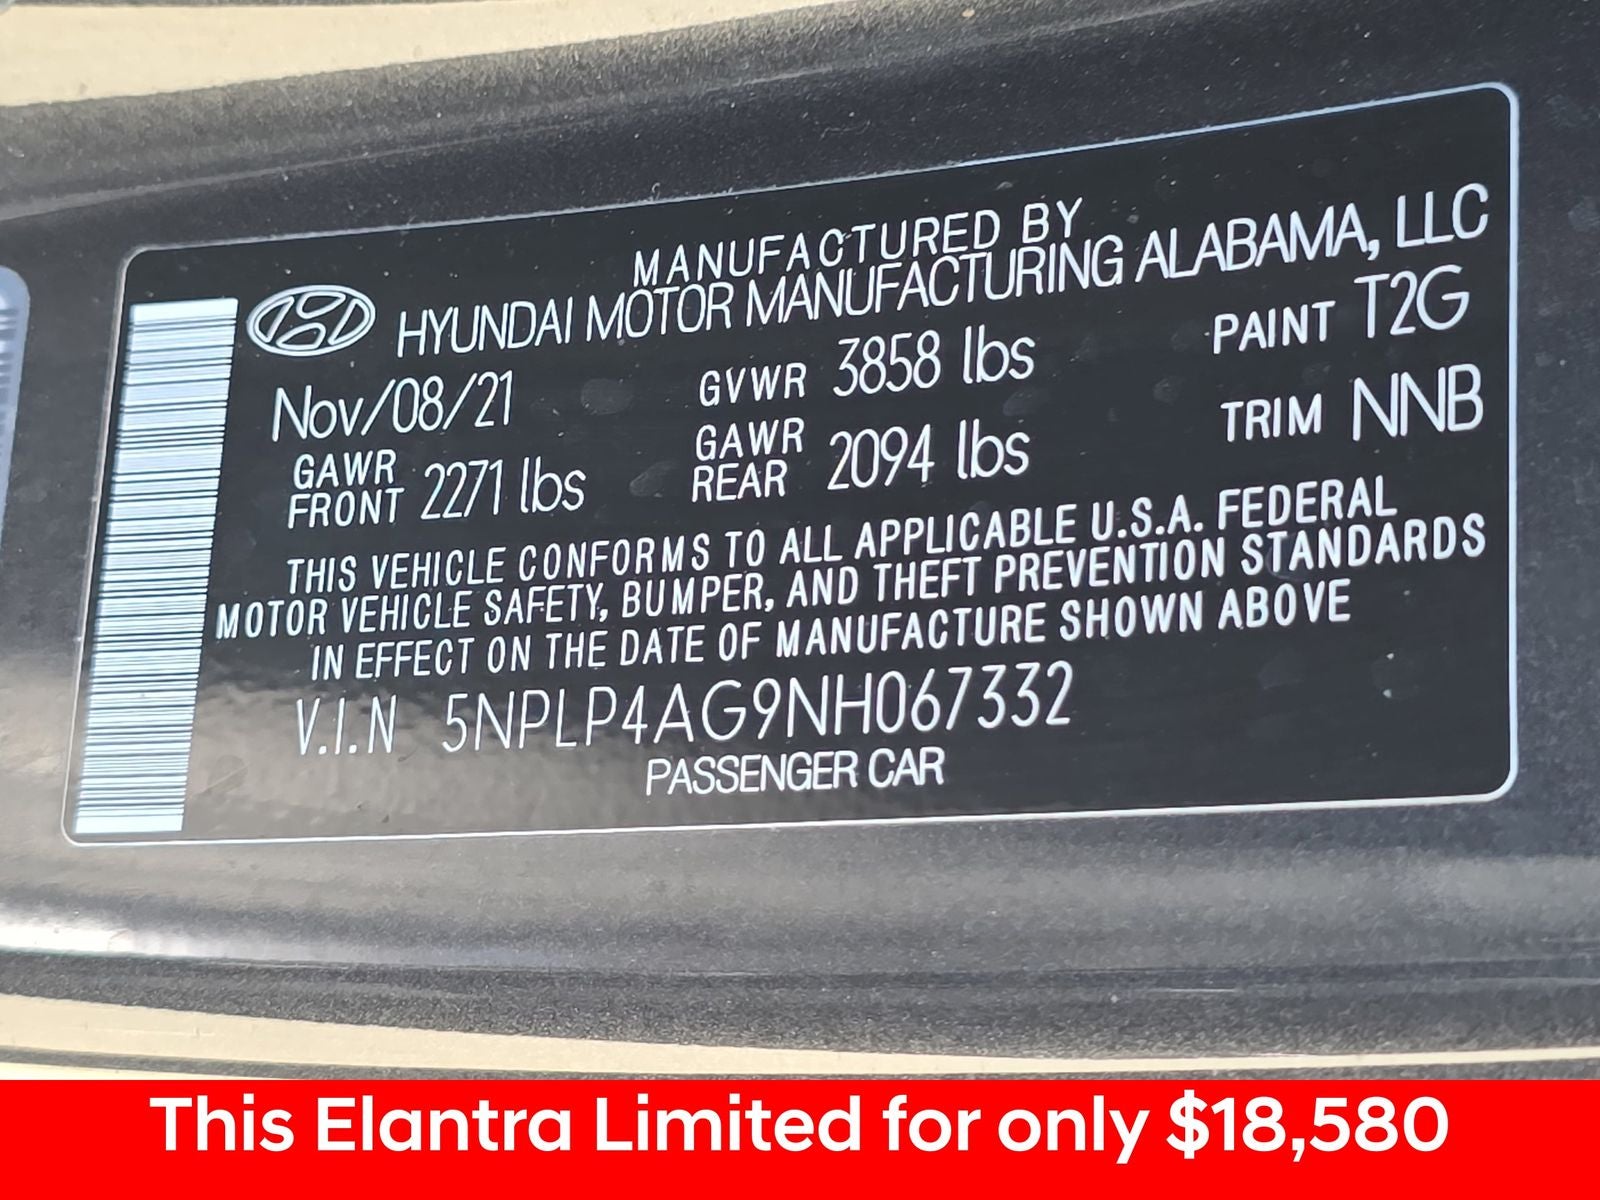 MANUFACTURED BY
HYUNDAI MOTOR MANUFACTURING ALABAMA, LLC
Nov/08/21 GVWR 3858 lbs PAINT T2G
GAWR FRONT 2271 lbs GAWR REAR 2094 lbs TRIM NNB
THIS VEHICLE CONFORMS TO ALL APPLICABLE U.S.A. FEDERAL
MOTOR VEHICLE SAFETY, BUMPER, AND THEFT PREVENTION STANDARDS
IN EFFECT ON THE DATE OF MANUFACTURE SHOWN ABOVE
V.I.N 5NPLP4AG9NH067332
PASSENGER CAR
This Elantra Limited for only $18,580